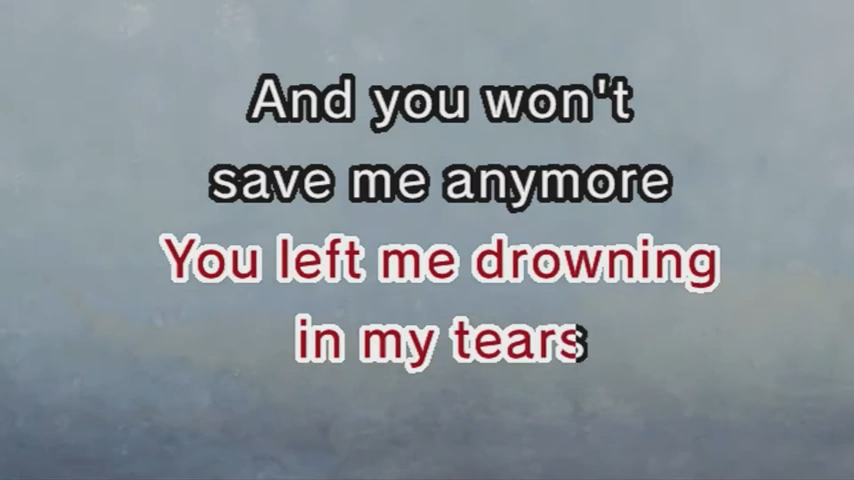 And you won't
save me anymore
You left me drowning
in my tears